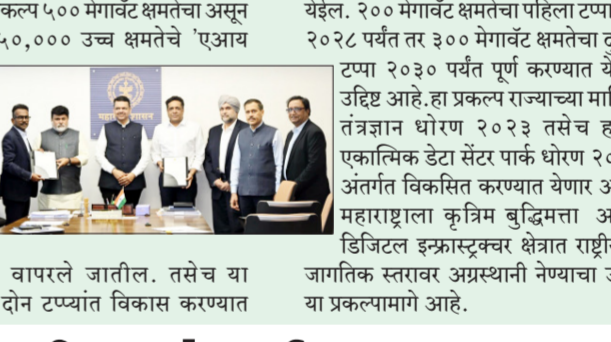 कल्प ५०० मेगावॅट क्षमतेचा असून
५०,००० उच्च क्षमतेचे 'एआय
वापरले जातील. तसेच या
दोन टप्प्यांत विकास करण्यात
येईल. २०० मेगावॅट क्षमतेचा पहिला टप्पा
२०२८ पर्यंत तर ३०० मेगावॅट क्षमतेचा
टप्पा २०३० पर्यंत पूर्ण करण्यात
उद्दिष्ट आहे.हा प्रकल्प राज्याच्या
तंत्रज्ञान धोरण २०२३ तसेच
एकात्मिक डेटा सेंटर पार्क धोरण
अंतर्गत विकसित करण्यात येणार
महाराष्ट्राला कृत्रिम बुद्धिमत्ता
डिजिटल इन्फ्रास्ट्रक्चर क्षेत्रात
जागतिक स्तरावर अग्रस्थानी नेण्याचा
या प्रकल्पामागे आहे.